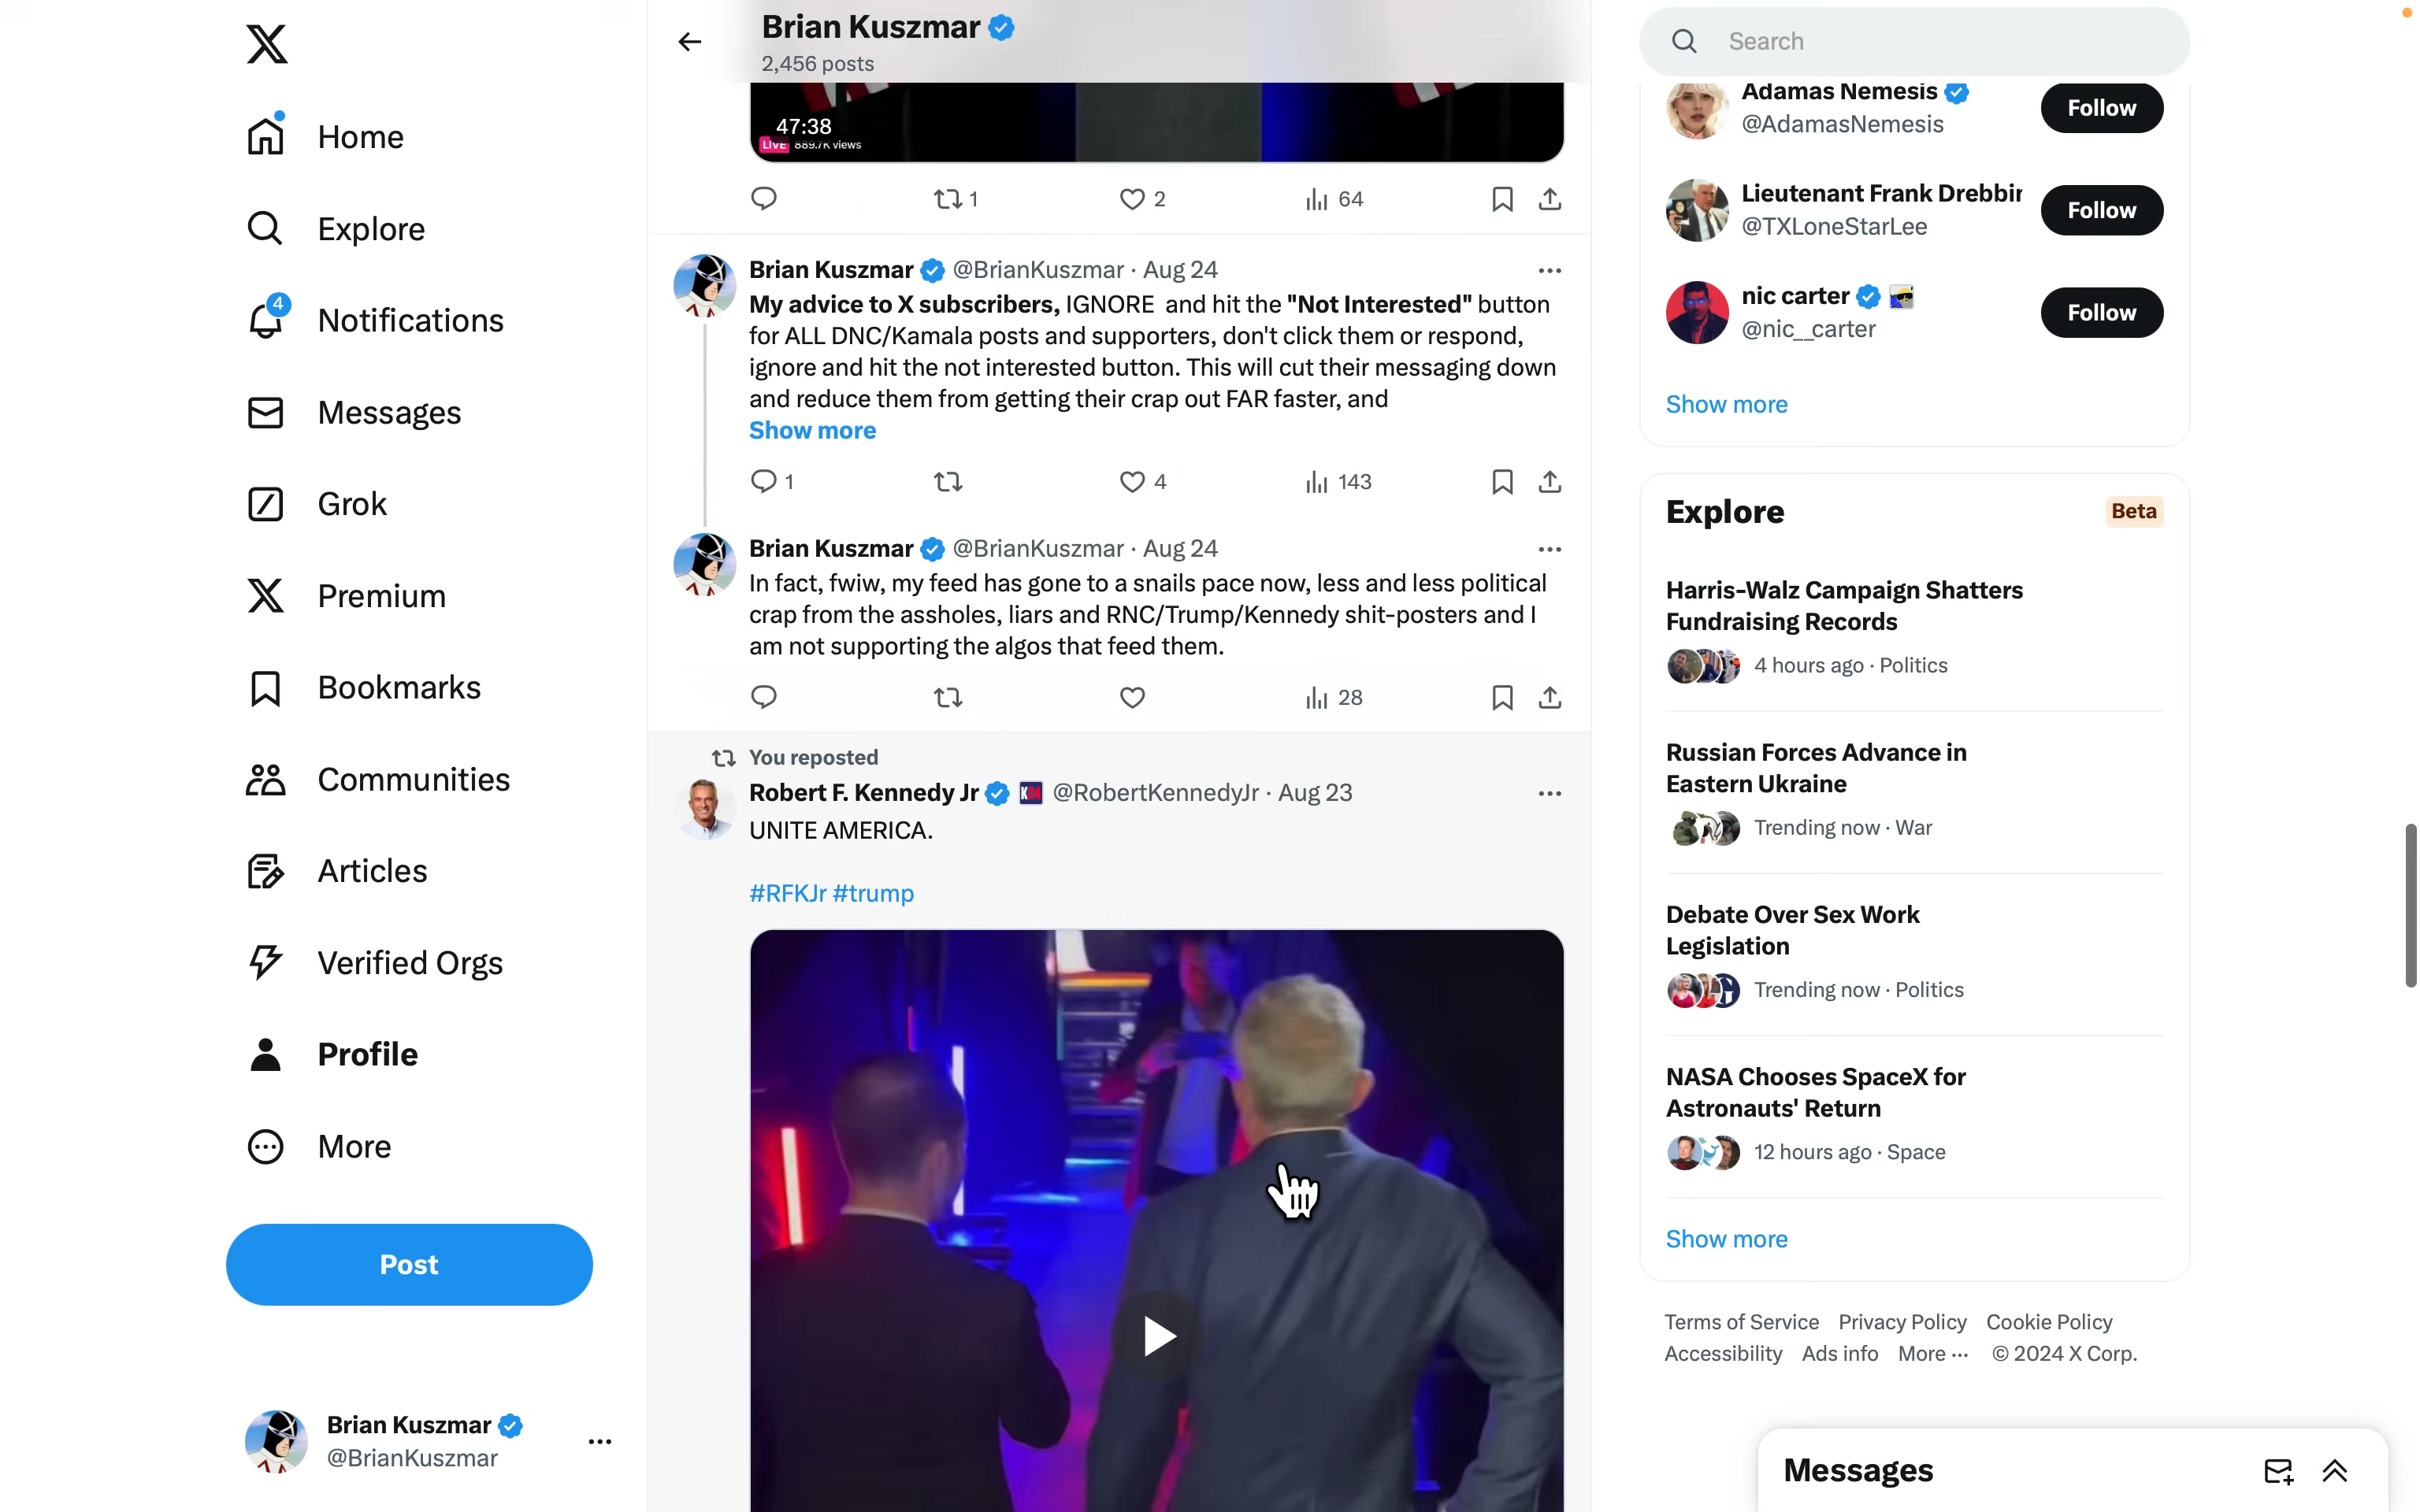 Home
Explore
4
Notifications
Messages
Grok
Premium
Bookmarks
Communities
Articles
Verified Orgs
Profile
More
Post
Brian Kuszmar
@BrianKuszmar
Brian Kuszmar
2,456 posts
47:38
LIVE 889.7K views
1
2
64
Brian Kuszmar @BrianKuszmar · Aug 24
My advice to X subscribers, IGNORE and hit the "Not Interested" button
for ALL DNC/Kamala posts and supporters, don't click them or respond,
ignore and hit the not interested button. This will cut their messaging down
and reduce them from getting their crap out FAR faster, and
Show more
1
4
143
Brian Kuszmar @BrianKuszmar · Aug 24
In fact, fwiw, my feed has gone to a snails pace now, less and less political
crap from the assholes, liars and RNC/Trump/Kennedy shit-posters and I
am not supporting the algos that feed them.
28
You reposted
Robert F. Kennedy Jr K24 @RobertKennedyJr · Aug 23
UNITE AMERICA.
#RFKJr #trump
Search
Adamas Nemesis
@AdamasNemesis
Follow
Lieutenant Frank Drebbin
@TXLoneStarLee
Follow
nic carter
@nic__carter
Follow
Show more
Explore
Beta
Harris-Walz Campaign Shatters
Fundraising Records
4 hours ago · Politics
Russian Forces Advance in
Eastern Ukraine
Trending now · War
Debate Over Sex Work
Legislation
Trending now · Politics
NASA Chooses SpaceX for
Astronauts' Return
12 hours ago · Space
Show more
Terms of Service Privacy Policy Cookie Policy
Accessibility Ads info More ··· © 2024 X Corp.
Messages